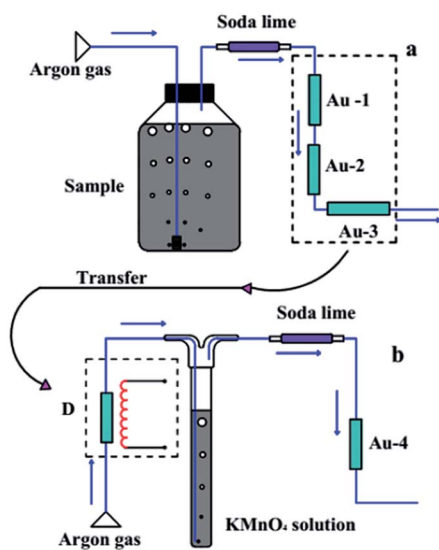 Soda lime
a
Argon gas
Au -1
Au-2
Sample
Au-3
Transfer
Soda lime
b
D
Au-4
Argon gas
KMnO₄ solution